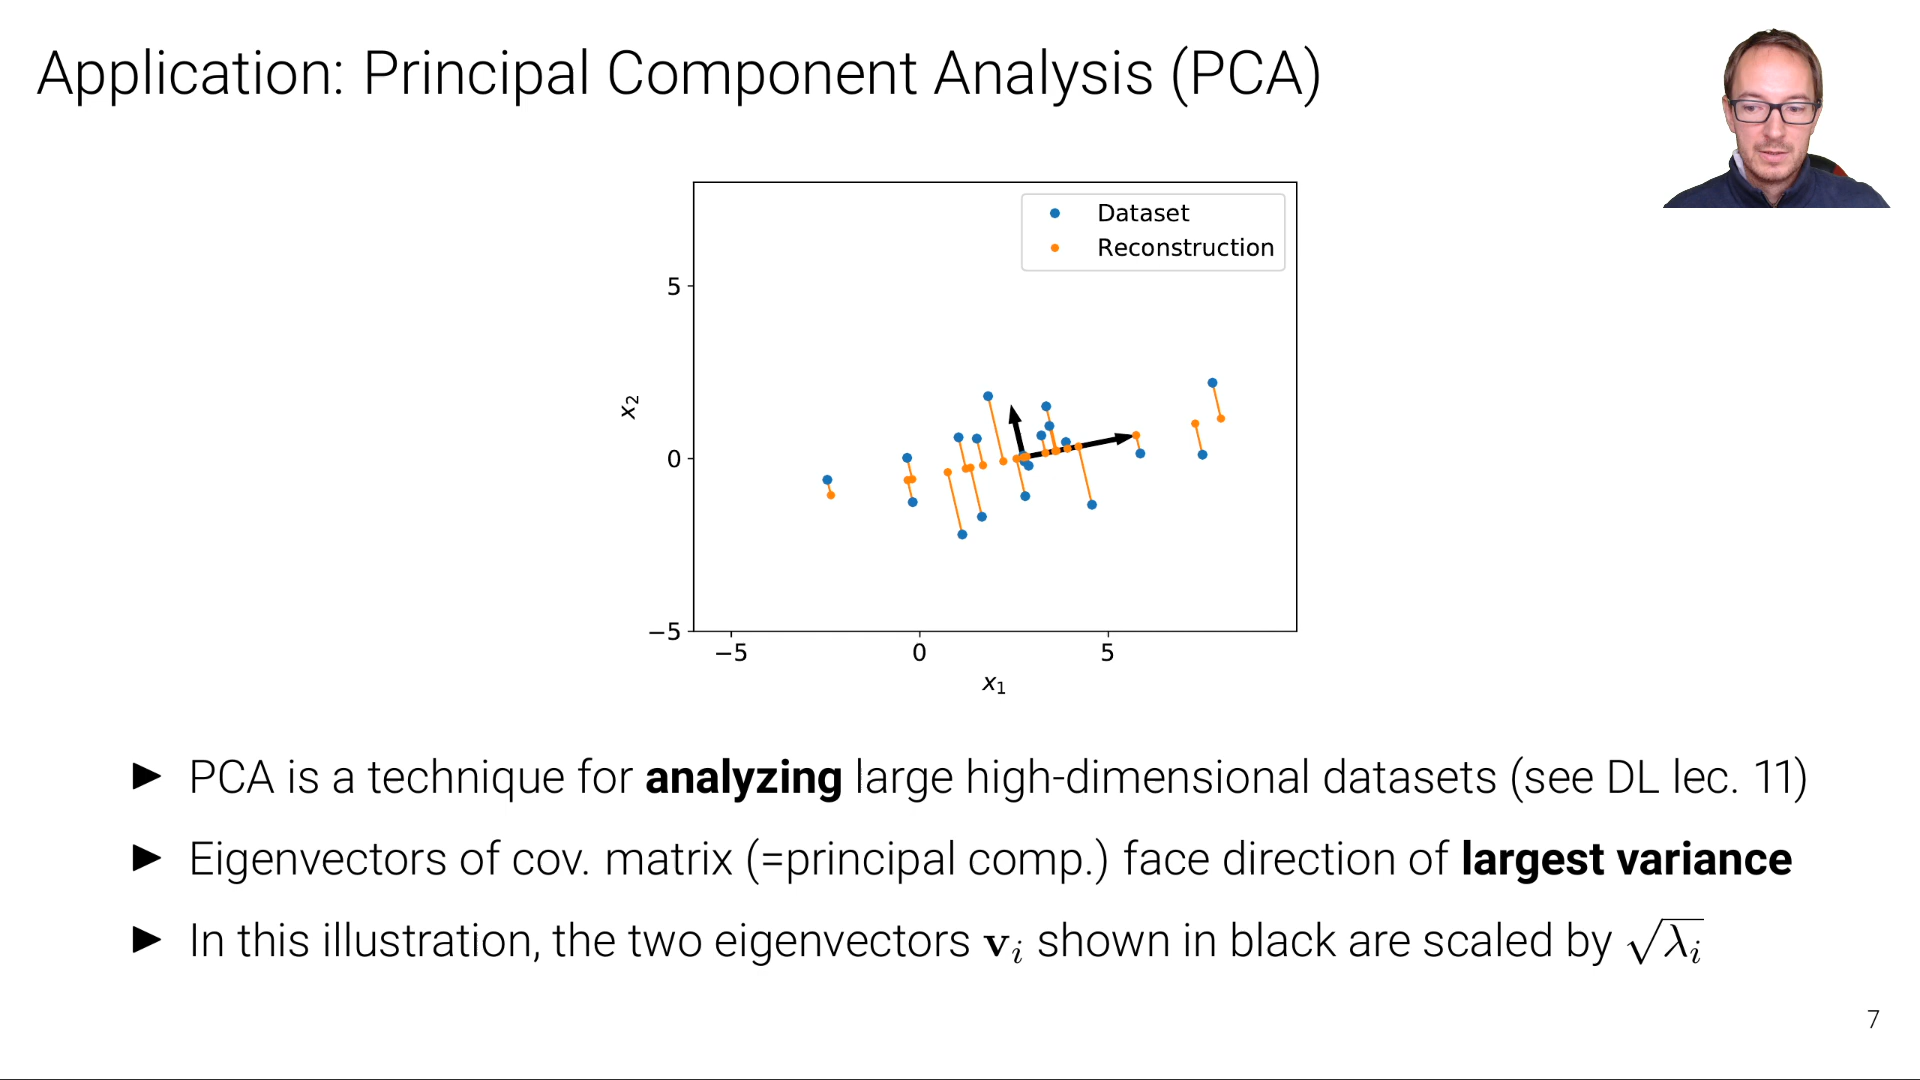 Application: Principal Component Analysis (PCA)
Dataset
Reconstruction
5
0
−5
x₂
−5
0
5
x₁
► PCA is a technique for analyzing large high-dimensional datasets (see DL lec. 11)
► Eigenvectors of cov. matrix (=principal comp.) face direction of largest variance
► In this illustration, the two eigenvectors vᵢ shown in black are scaled by √λᵢ
7